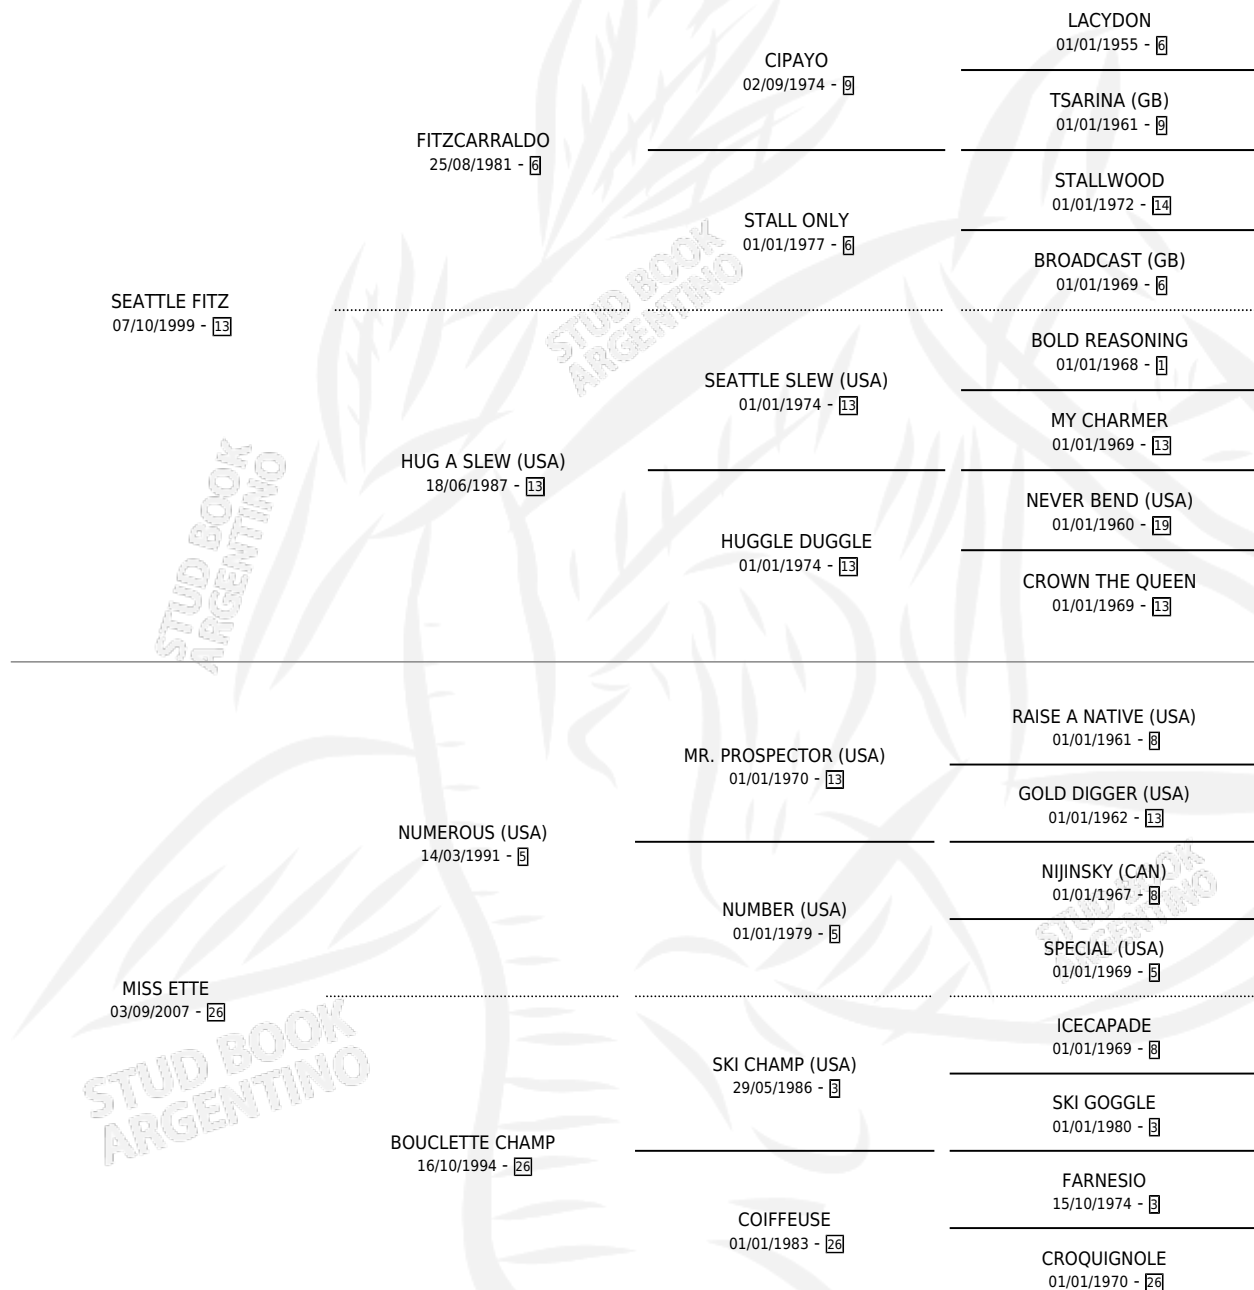 LACYDON
01/01/1955 - 6
CIPAYO
02/09/1974 - 9
TSARINA (GB)
01/01/1961 - 9
FITZCARRALDO
25/08/1981 - 6
STALLWOOD
01/01/1972 - 14
STALL ONLY
01/01/1977 - 6
BROADCAST (GB)
01/01/1969 - 6
SEATTLE FITZ
07/10/1999 - 13
BOLD REASONING
01/01/1968 - 1
SEATTLE SLEW (USA)
01/01/1974 - 13
MY CHARMER
01/01/1969 - 13
HUG A SLEW (USA)
18/06/1987 - 13
NEVER BEND (USA)
01/01/1960 - 19
HUGGLE DUGGLE
01/01/1974 - 13
CROWN THE QUEEN
01/01/1969 - 13
RAISE A NATIVE (USA)
01/01/1961 - 8
MR. PROSPECTOR (USA)
01/01/1970 - 13
GOLD DIGGER (USA)
01/01/1962 - 13
NUMEROUS (USA)
14/03/1991 - 5
NIJINSKY (CAN)
01/01/1967 - 8
NUMBER (USA)
01/01/1979 - 5
SPECIAL (USA)
01/01/1969 - 5
MISS ETTE
03/09/2007 - 26
ICECAPADE
01/01/1969 - 8
SKI CHAMP (USA)
29/05/1986 - 3
SKI GOGGLE
01/01/1980 - 3
BOUCLETTE CHAMP
16/10/1994 - 26
FARNESIO
15/10/1974 - 3
COIFFEUSE
01/01/1983 - 26
CROQUIGNOLE
01/01/1970 - 26
STUD BOOK
ARGENTINO
STUD BOOK
ARGENTINO
STUD BOOK
ARGENTINO
STUD BOOK
ARGENTINO